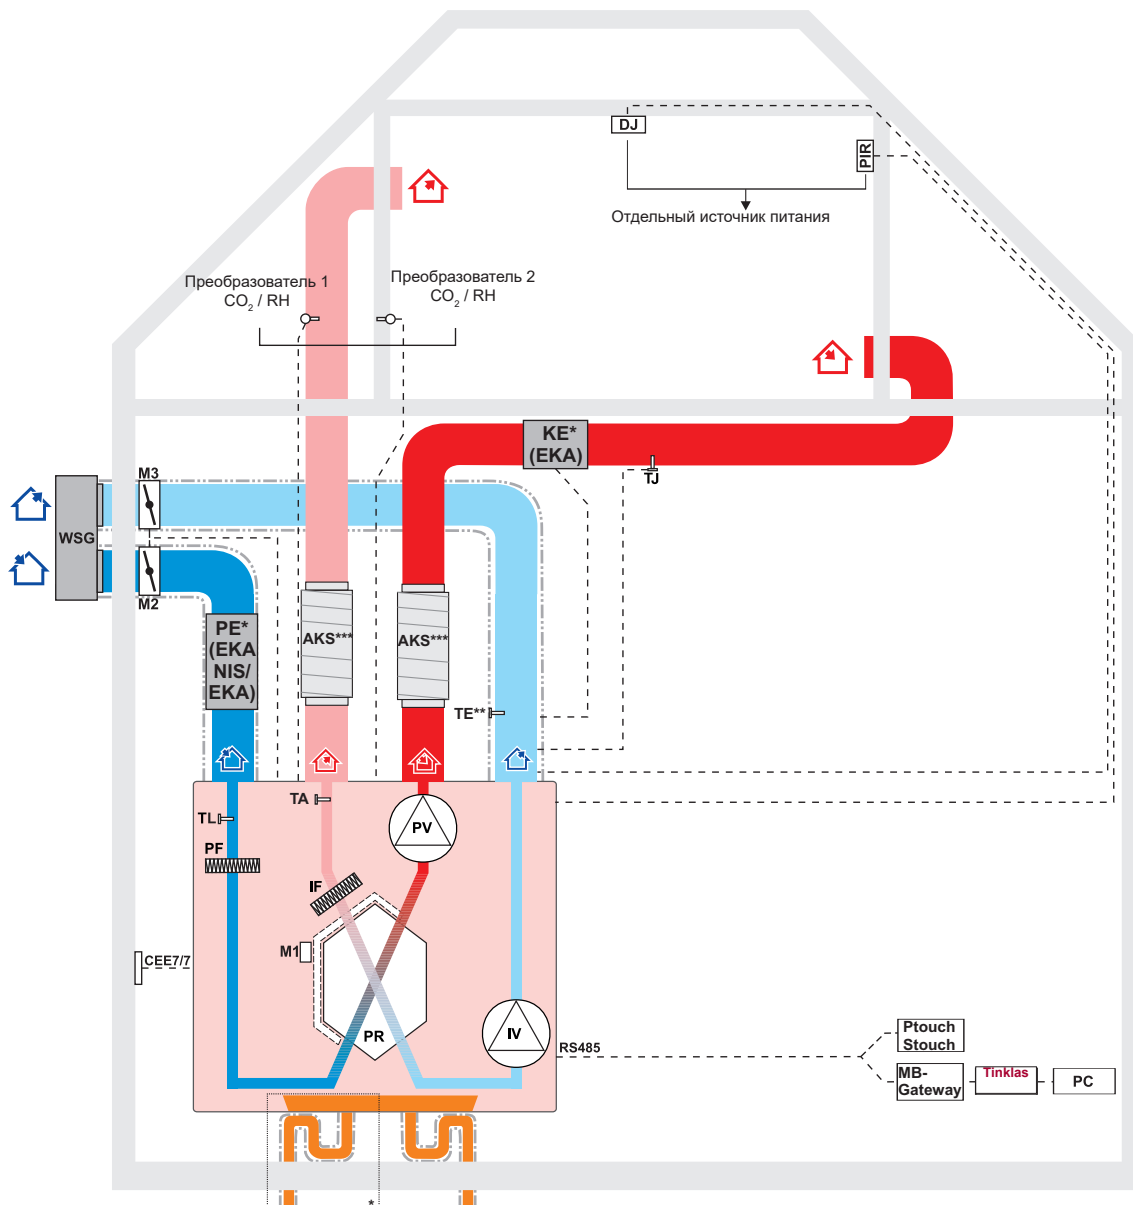 DJ
PIR
Отдельный источник питания
Преобразователь 1
CO₂ / RH
Преобразователь 2
CO₂ / RH
KE*
(EKA)
TJ
M3
WSG
M2
PE*
(EKA
NIS/
EKA)
AKS***
AKS***
TE**
TA
TL
PV
PF
IF
M1
CEE7/7
PR
IV
RS485
Ptouch
Stouch
MB-
Gateway
Tinklas
PC
*